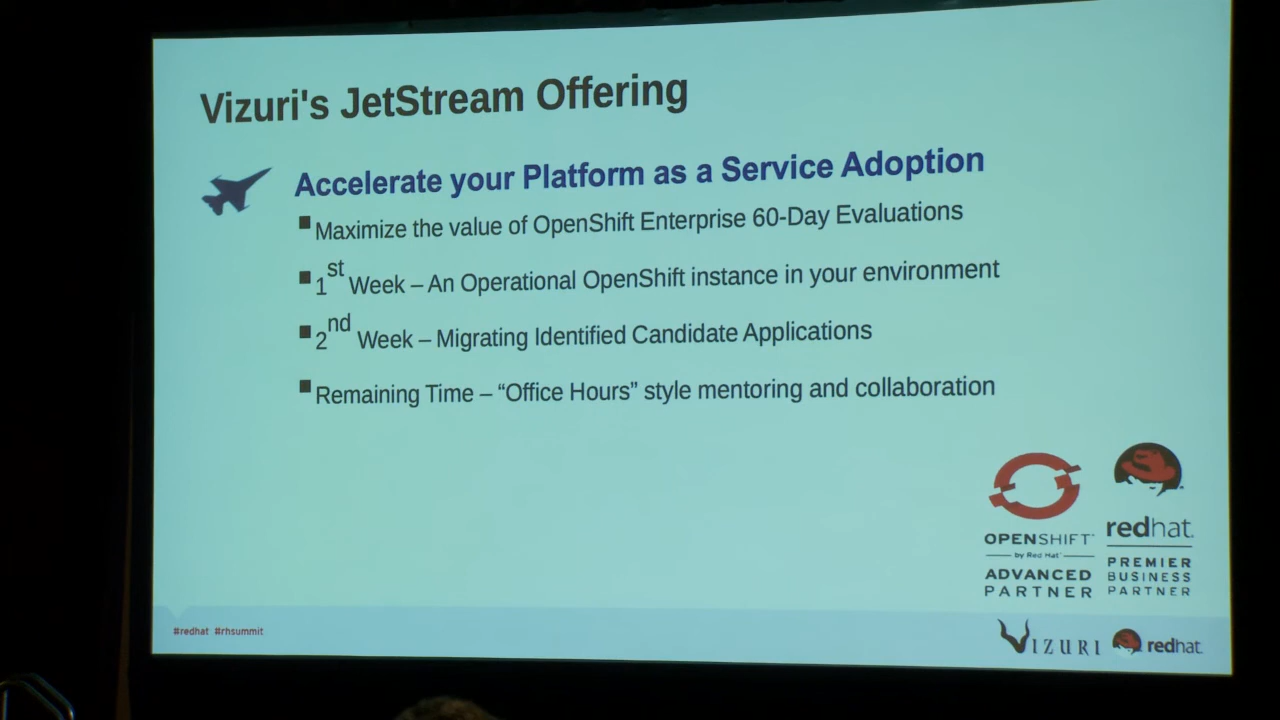 Vizuri's JetStream Offering
Accelerate your Platform as a Service Adoption
Maximize the value of OpenShift Enterprise 60-Day Evaluations
1st Week – An Operational OpenShift instance in your environment
2nd Week – Migrating Identified Candidate Applications
Remaining Time – “Office Hours” style mentoring and collaboration
OPENSHIFT
by Red Hat
ADVANCED
PARTNER
redhat.
PREMIER
BUSINESS
PARTNER
#redhat #rhsummit
VIZURI
redhat.